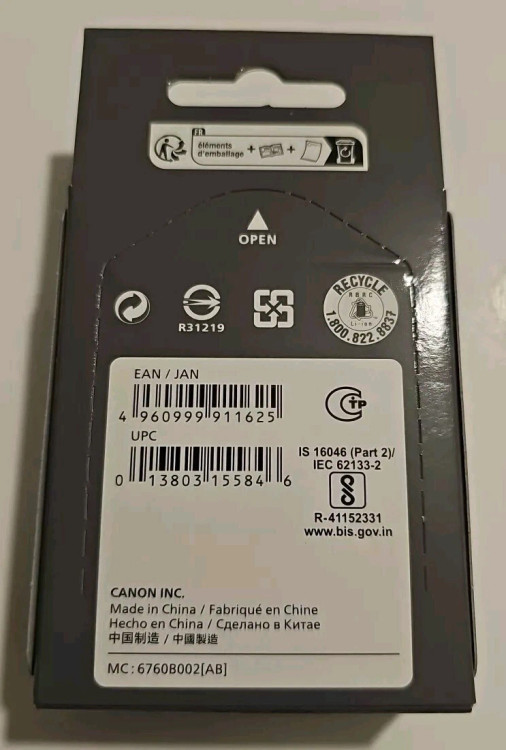 FR
éléments
d'emballage + +
OPEN
R31219
RECYCLE
RBRC
Li-ion
1.800.822.8837
EAN / JAN
4 960999 911625
UPC
0 13803 15584 6
TP
IS 16046 (Part 2)/
IEC 62133-2
R-41152331
www.bis.gov.in
CANON INC.
Made in China / Fabriqué en Chine
Hecho en China / Сделано в Китае
中国制造 / 中國製造
MC: 6760B002[AB]